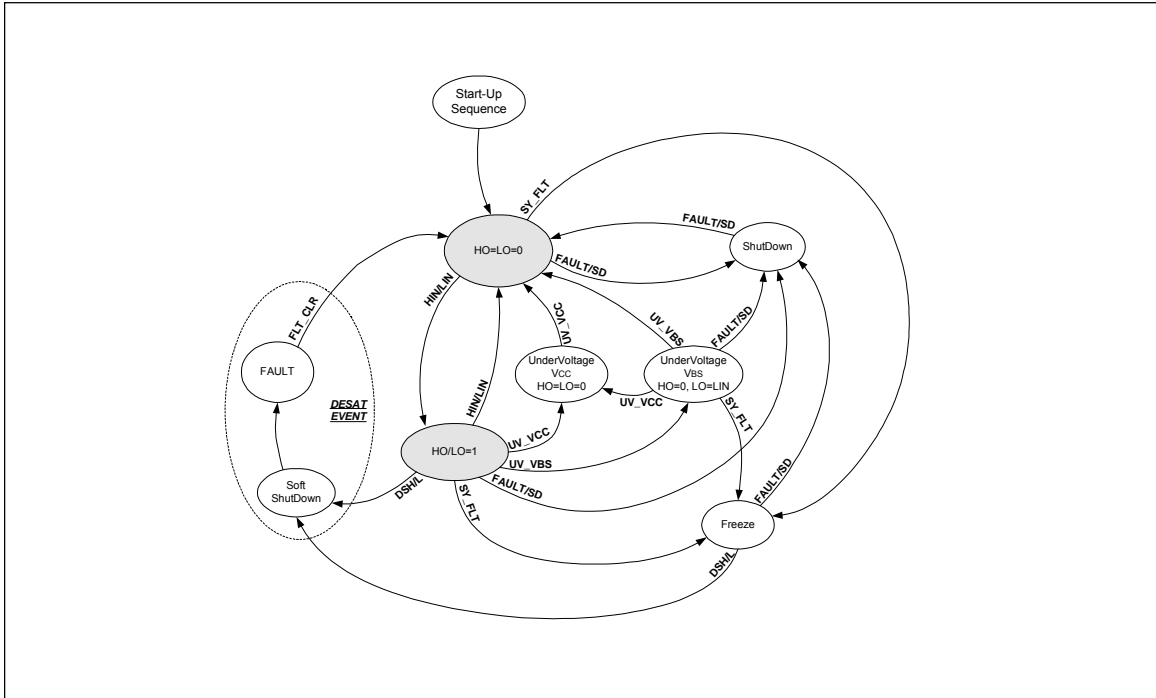 Start-Up
Sequence
SY_FLT
FAULT/SD
HO=LO=0
ShutDown
FAULT/SD
HIN/LIN
FLT_CLR
UV_VCC
UV_VBS
FAULT/SD
UnderVoltage
VCC
HO=LO=0
UnderVoltage
VBS
HO=0, LO=LIN
FAULT
DESAT
EVENT
HIN/LIN
UV_VCC
SY_FLT
UV_VCC
HO/LO=1
UV_VBS
FAULT/SD
DSH/L
SY_FLT
FAULT/SD
Soft
ShutDown
Freeze
DSH/L